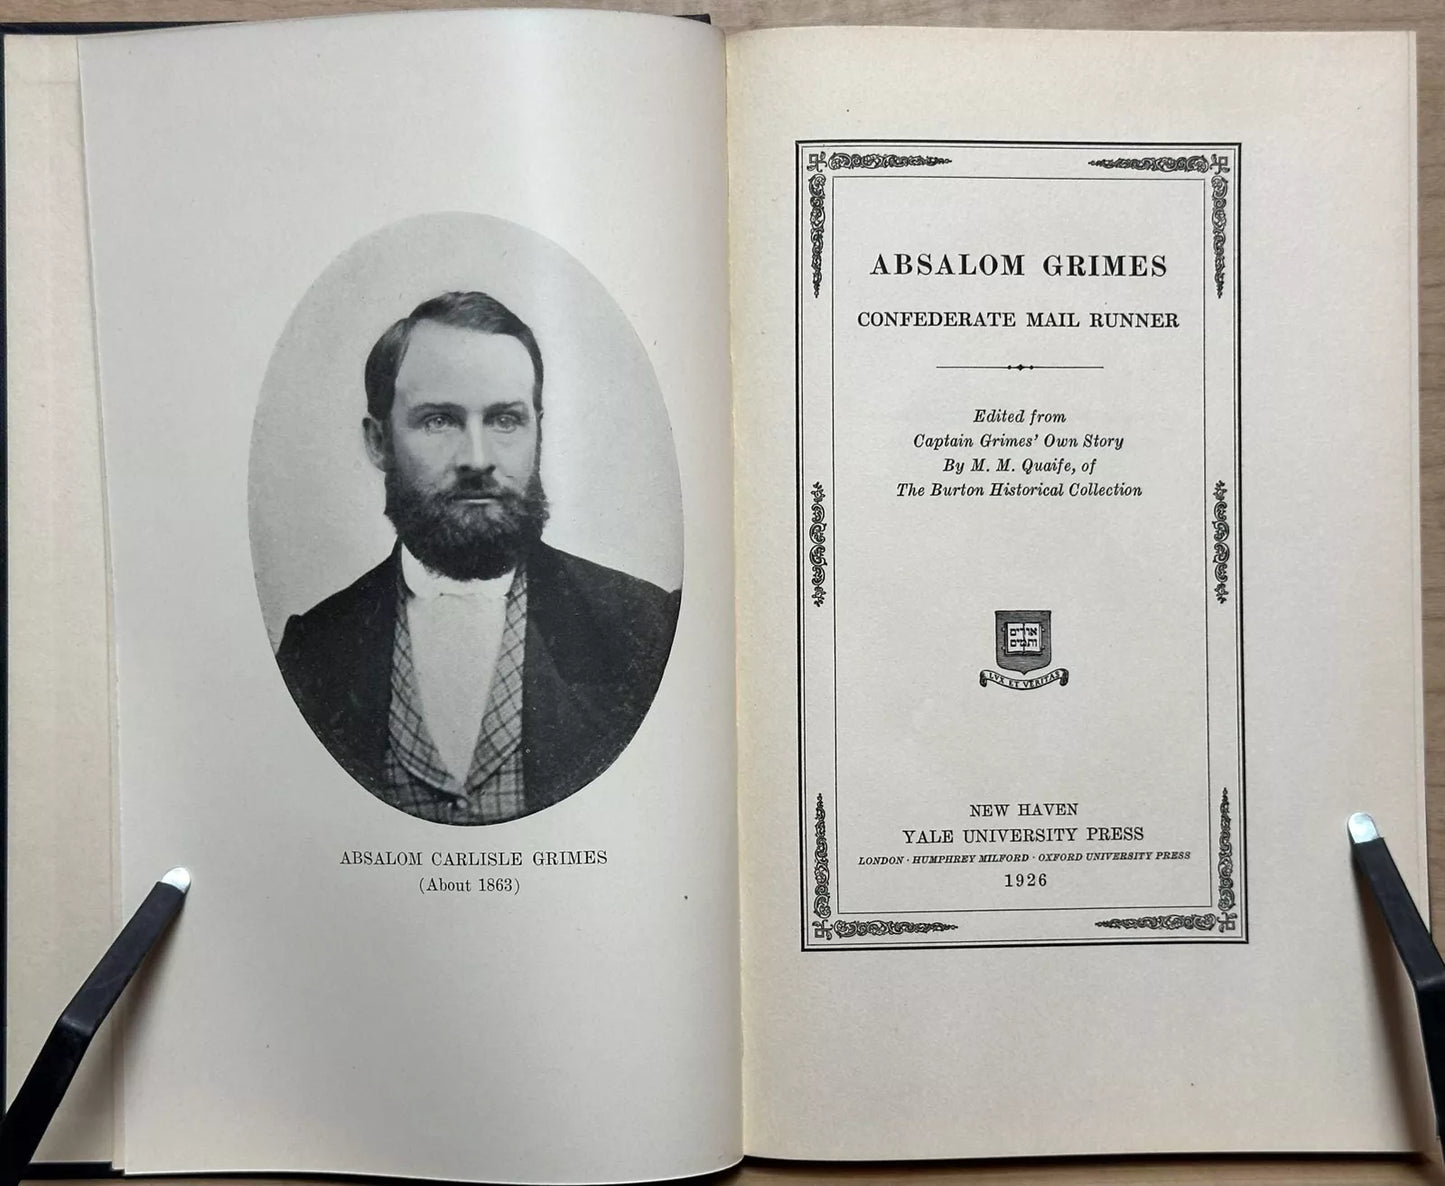 ABSALOM CARLISLE GRIMES
(About 1863)
ABSALOM GRIMES
CONFEDERATE MAIL RUNNER
Edited from
Captain Grimes' Own Story
By M. M. Quaife, of
The Burton Historical Collection
אורים
ותמים
LVX ET VERITAS
NEW HAVEN
YALE UNIVERSITY PRESS
LONDON · HUMPHREY MILFORD · OXFORD UNIVERSITY PRESS
1926